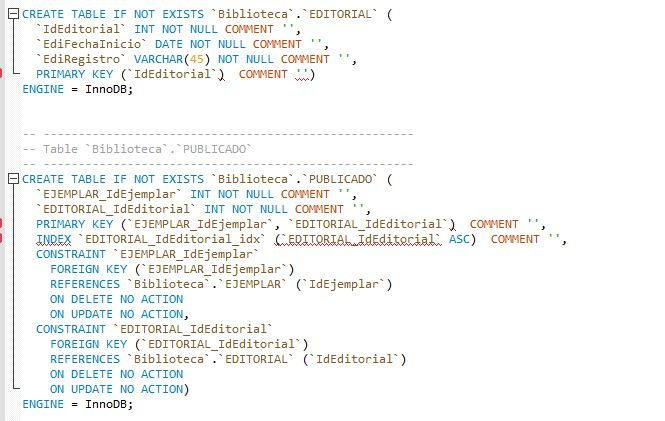 CREATE TABLE IF NOT EXISTS `Biblioteca`.`EDITORIAL` (
`IdEditorial` INT NOT NULL COMMENT '',
`EdiFechaInicio` DATE NOT NULL COMMENT '',
`EdiRegistro` VARCHAR(45) NOT NULL COMMENT '',
PRIMARY KEY (`IdEditorial`)  COMMENT '')
ENGINE = InnoDB;
-- -----------------------------------------------------
-- Table `Biblioteca`.`PUBLICADO`
-- -----------------------------------------------------
CREATE TABLE IF NOT EXISTS `Biblioteca`.`PUBLICADO` (
`EJEMPLAR_IdEjemplar` INT NOT NULL COMMENT '',
`EDITORIAL_IdEditorial` INT NOT NULL COMMENT '',
PRIMARY KEY (`EJEMPLAR_IdEjemplar`, `EDITORIAL_IdEditorial`)  COMMENT '',
INDEX `EDITORIAL_IdEditorial_idx` (`EDITORIAL_IdEditorial` ASC)  COMMENT '',
CONSTRAINT `EJEMPLAR_IdEjemplar`
FOREIGN KEY (`EJEMPLAR_IdEjemplar`)
REFERENCES `Biblioteca`.`EJEMPLAR` (`IdEjemplar`)
ON DELETE NO ACTION
ON UPDATE NO ACTION,
CONSTRAINT `EDITORIAL_IdEditorial`
FOREIGN KEY (`EDITORIAL_IdEditorial`)
REFERENCES `Biblioteca`.`EDITORIAL` (`IdEditorial`)
ON DELETE NO ACTION
ON UPDATE NO ACTION)
ENGINE = InnoDB;